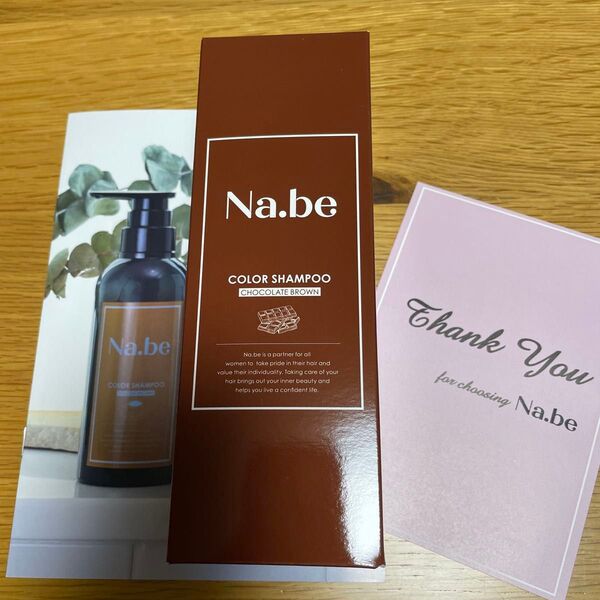 Na.be
COLOR SHAMPOO
CHOCOLATE BROWN
Na.be is a partner for all
women to take pride in their hair and
value their individuality. Taking care of your
hair brings out your inner beauty and
helps you live a confident life.
Na.be
COLOR SHAMPOO
Thank You
for choosing Na.be